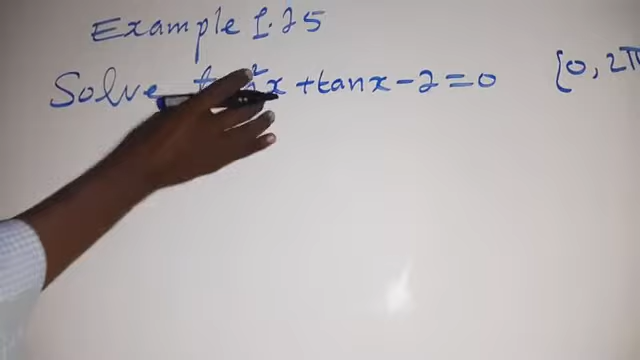 Example 1.25
Solve x + tanx - 2 = 0 {0, 2π